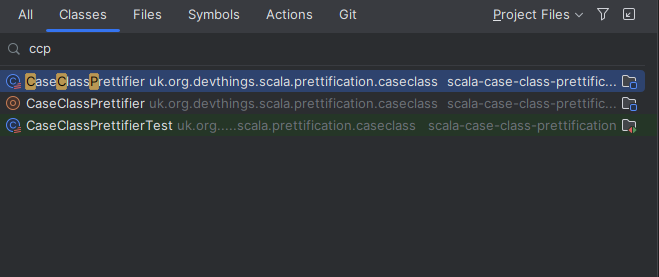 All Classes Files Symbols Actions Git Project Files
ccp
CaseClassPrettifier uk.org.devthings.scala.prettification.caseclass scala-case-class-prettific...
CaseClassPrettifier uk.org.devthings.scala.prettification.caseclass scala-case-class-prettific...
CaseClassPrettifierTest uk.org.....scala.prettification.caseclass scala-case-class-prettification